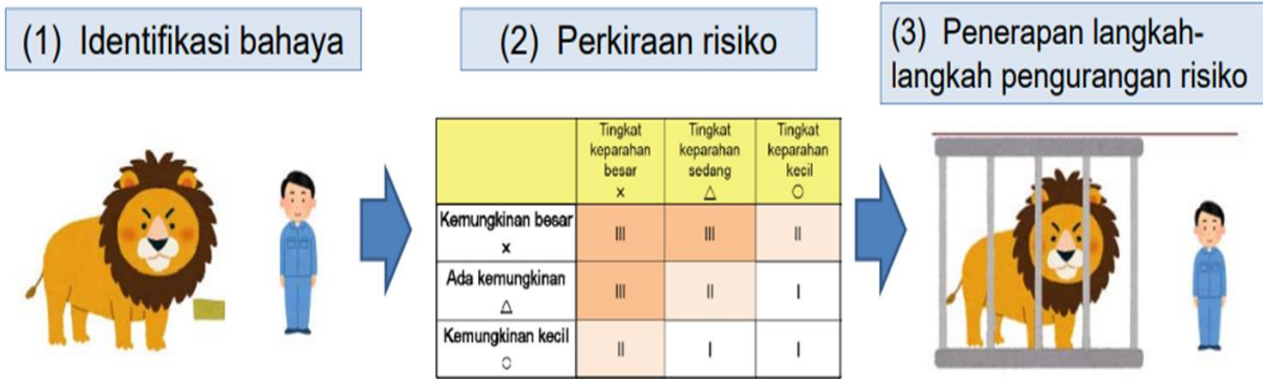 (1) Identifikasi bahaya
(2) Perkiraan risiko
(3) Penerapan langkah-
langkah pengurangan risiko
Tingkat
keparahan
besar
×
Tingkat
keparahan
sedang
△
Tingkat
keparahan
kecil
○
Kemungkinan besar
×
III
III
II
Ada kemungkinan
△
III
II
I
Kemungkinan kecil
○
II
I
I